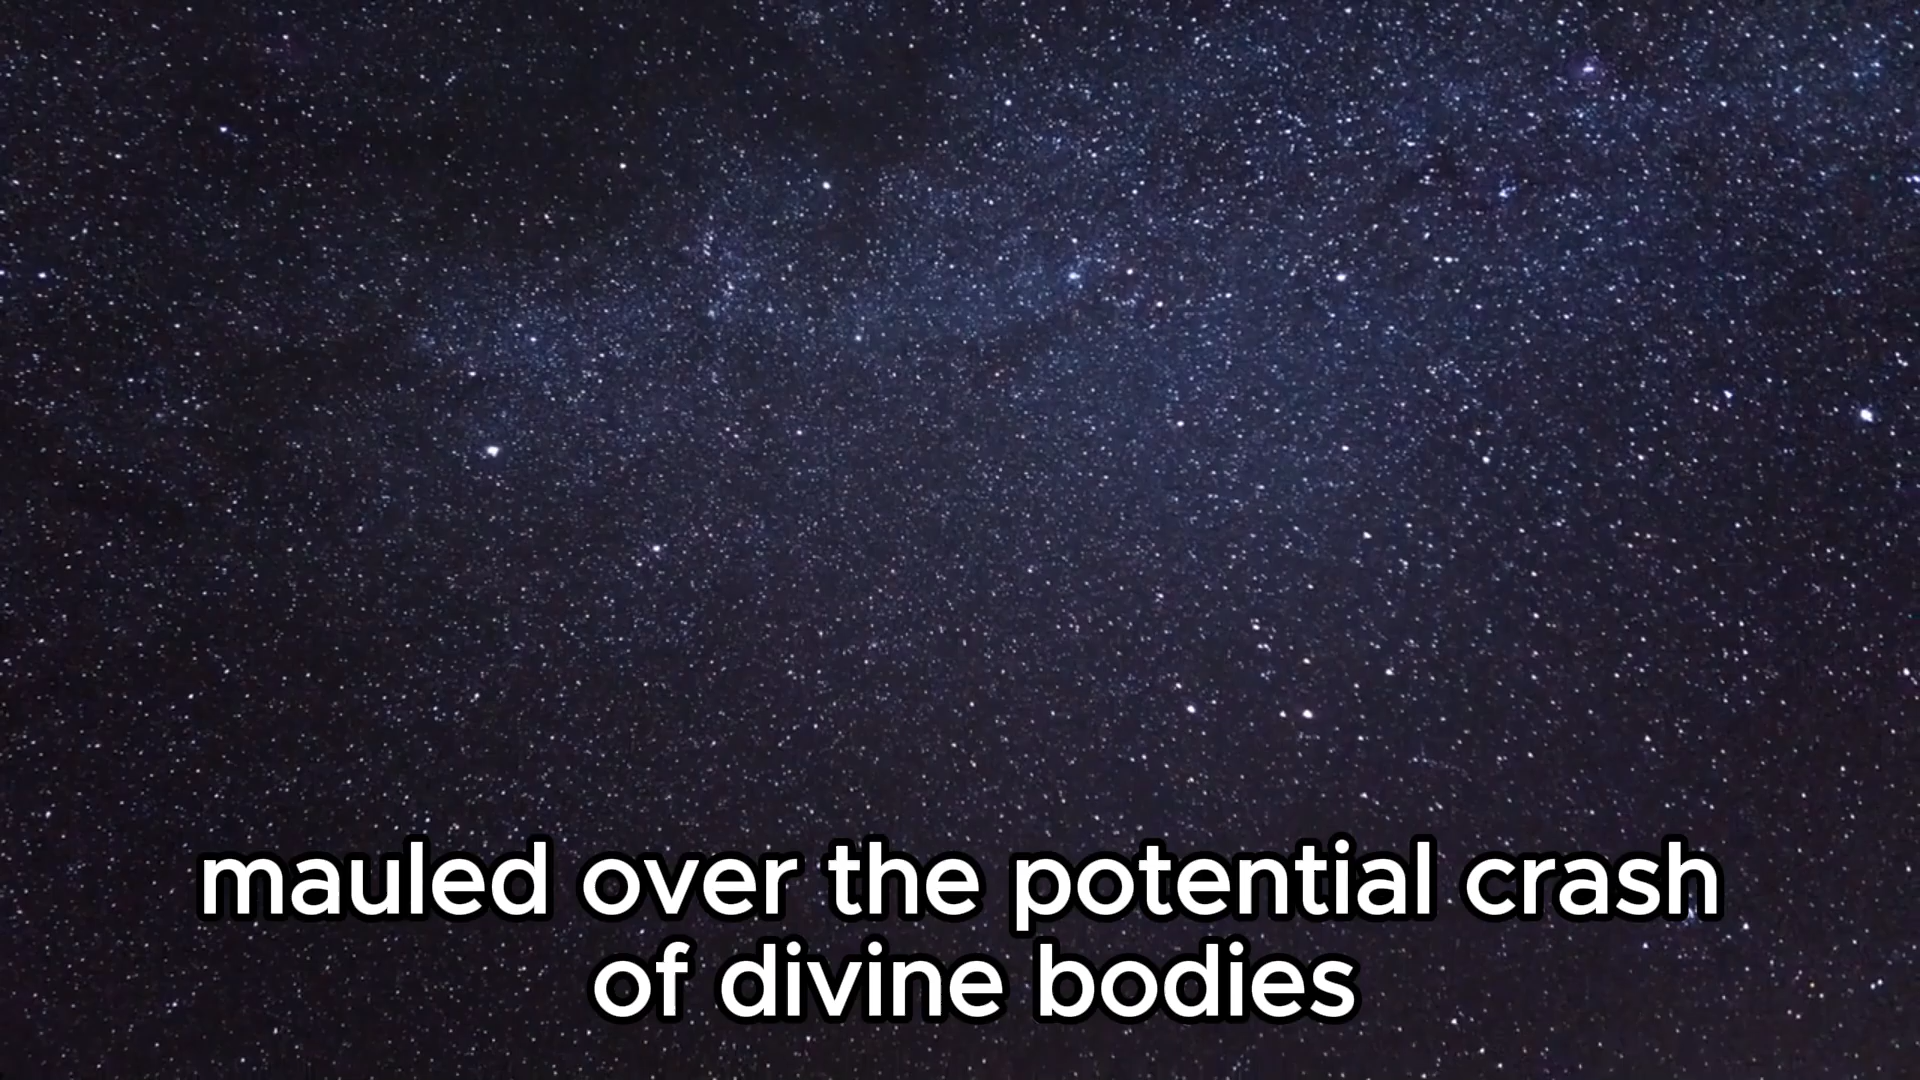 mauled over the potential crash
of divine bodies